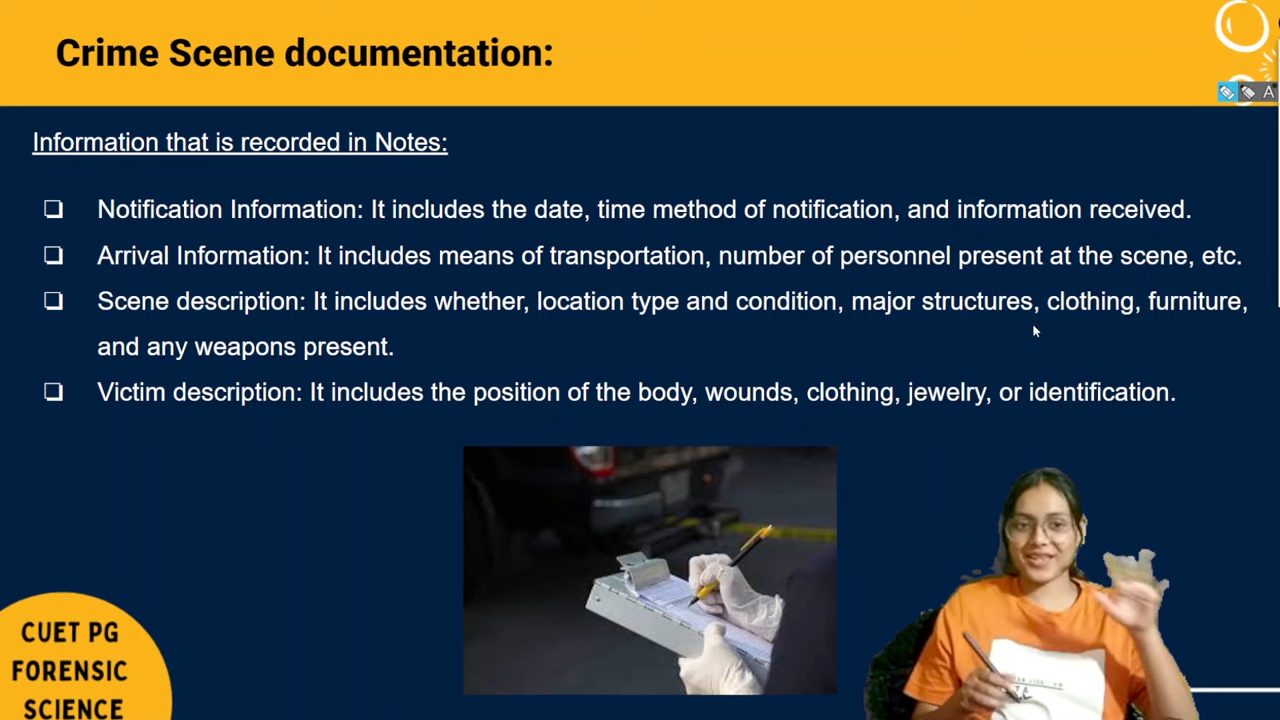 Crime Scene documentation:
A
Information that is recorded in Notes:
Notification Information: It includes the date, time method of notification, and information received.
Arrival Information: It includes means of transportation, number of personnel present at the scene, etc.
Scene description: It includes whether, location type and condition, major structures, clothing, furniture,
and any weapons present.
Victim description: It includes the position of the body, wounds, clothing, jewelry, or identification.
CUET PG
FORENSIC
SCIENCE